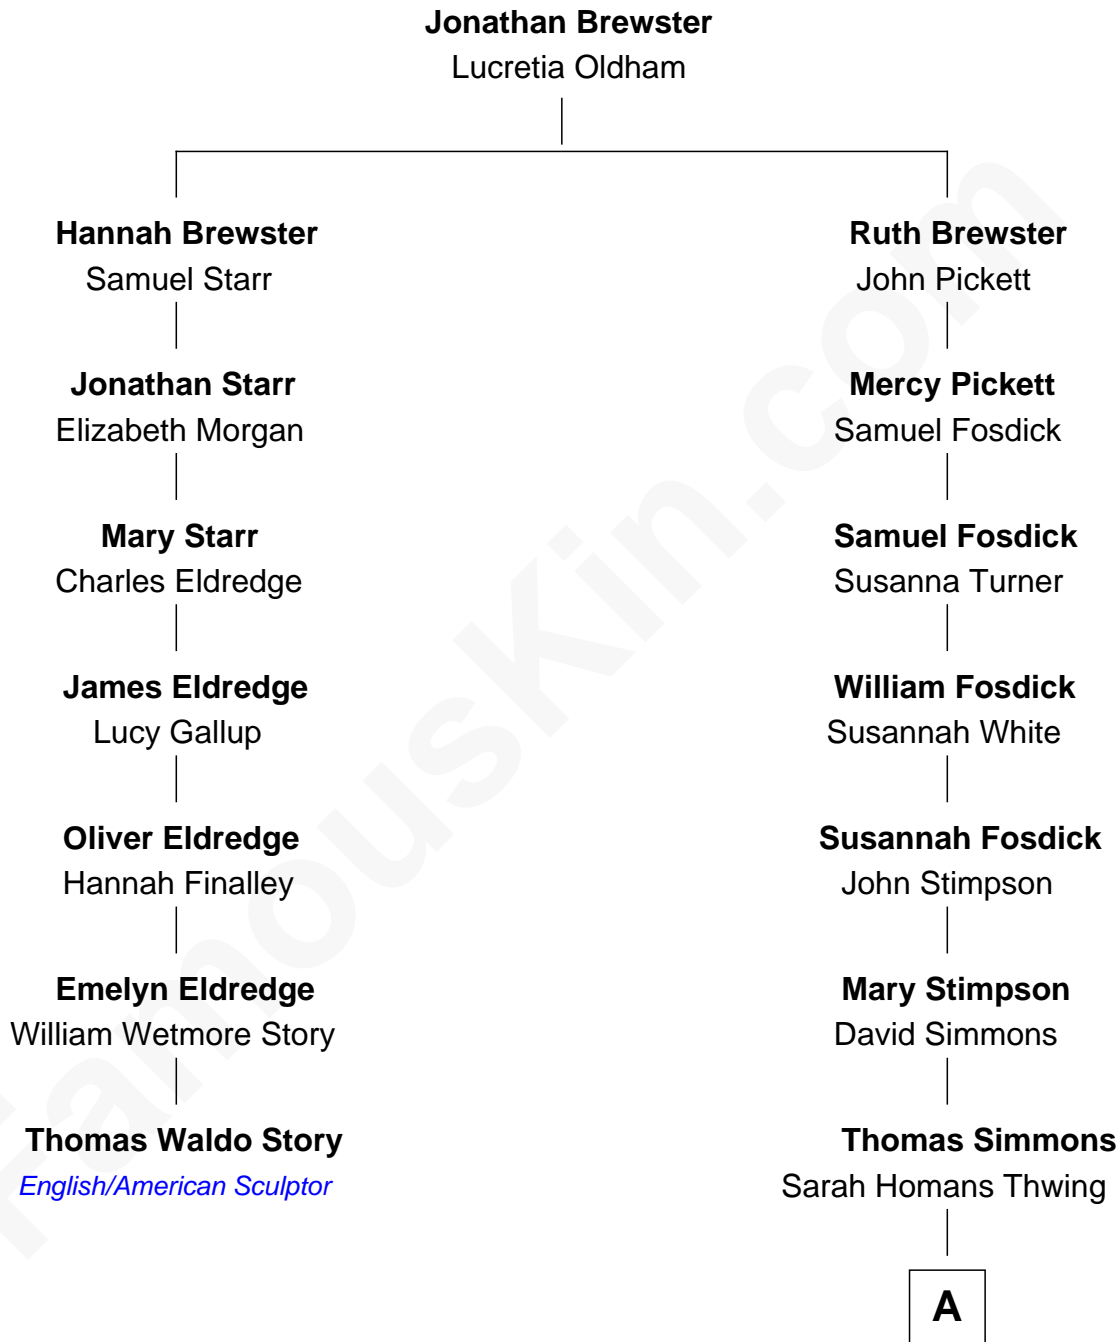 Jonathan Brewster
Lucretia Oldham
Hannah Brewster
Samuel Starr
Ruth Brewster
John Pickett
Jonathan Starr
Elizabeth Morgan
Mercy Pickett
Samuel Fosdick
Mary Starr
Charles Eldredge
Samuel Fosdick
Susanna Turner
James Eldredge
Lucy Gallup
William Fosdick
Susannah White
Oliver Eldredge
Hannah Finalley
Susannah Fosdick
John Stimpson
Emelyn Eldredge
William Wetmore Story
Mary Stimpson
David Simmons
Thomas Waldo Story
English/American Sculptor
Thomas Simmons
Sarah Homans Thwing
A
FamousKin.com